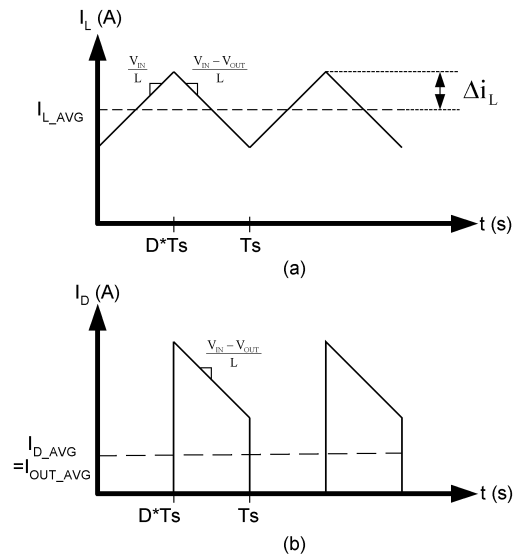 I_L (A)
V_IN/L
V_IN – V_OUT/L
I_L_AVG
Δi_L
t (s)
D*Ts
Ts
(a)
I_D (A)
V_IN – V_OUT/L
I_D_AVG
=I_OUT_AVG
t (s)
D*Ts
Ts
(b)